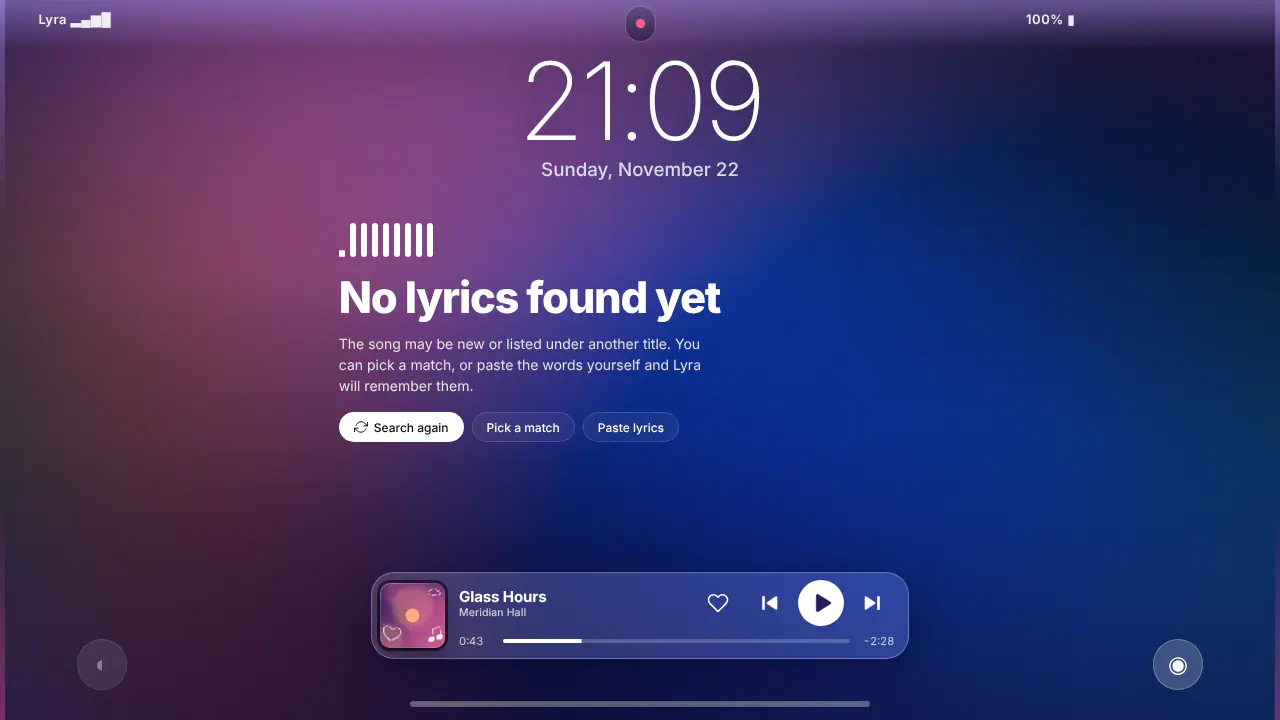 Lyra
100%
21:09
Sunday, November 22
No lyrics found yet
The song may be new or listed under another title. You
can pick a match, or paste the words yourself and Lyra
will remember them.
Search again
Pick a match
Paste lyrics
Glass Hours
Meridian Hall
0:43
-2:28